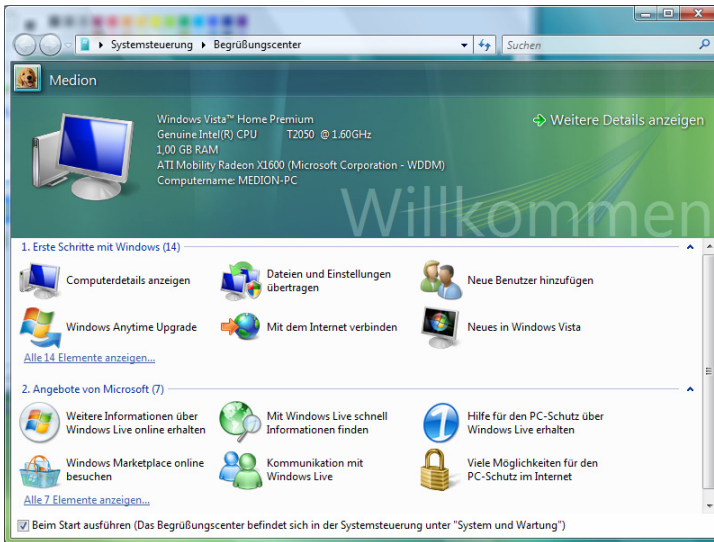 Systemsteuerung
Begrüßungscenter
Suchen
Medion
Windows Vista™ Home Premium
Genuine Intel(R) CPU T2050 @ 1.60GHz
1,00 GB RAM
ATI Mobility Radeon X1600 (Microsoft Corporation - WDDM)
Computername: MEDION-PC
Weitere Details anzeigen
Willkommen
1. Erste Schritte mit Windows (14)
Computerdetails anzeigen
Dateien und Einstellungen
übertragen
Neue Benutzer hinzufügen
Windows Anytime Upgrade
Mit dem Internet verbinden
Neues in Windows Vista
Alle 14 Elemente anzeigen...
2. Angebote von Microsoft (7)
Weitere Informationen über
Windows Live online erhalten
Mit Windows Live schnell
Informationen finden
Hilfe für den PC-Schutz über
Windows Live erhalten
Windows Marketplace online
besuchen
Kommunikation mit
Windows Live
Viele Möglichkeiten für den
PC-Schutz im Internet
Alle 7 Elemente anzeigen...
Beim Start ausführen (Das Begrüßungscenter befindet sich in der Systemsteuerung unter "System und Wartung")